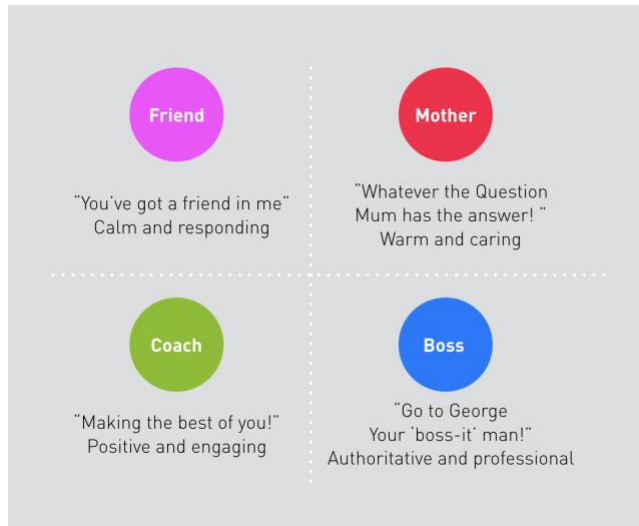 Friend
"You've got a friend in me"
Calm and responding
Mother
"Whatever the Question
Mum has the answer! "
Warm and caring
Coach
"Making the best of you!"
Positive and engaging
Boss
"Go to George
Your 'boss-it' man!"
Authoritative and professional